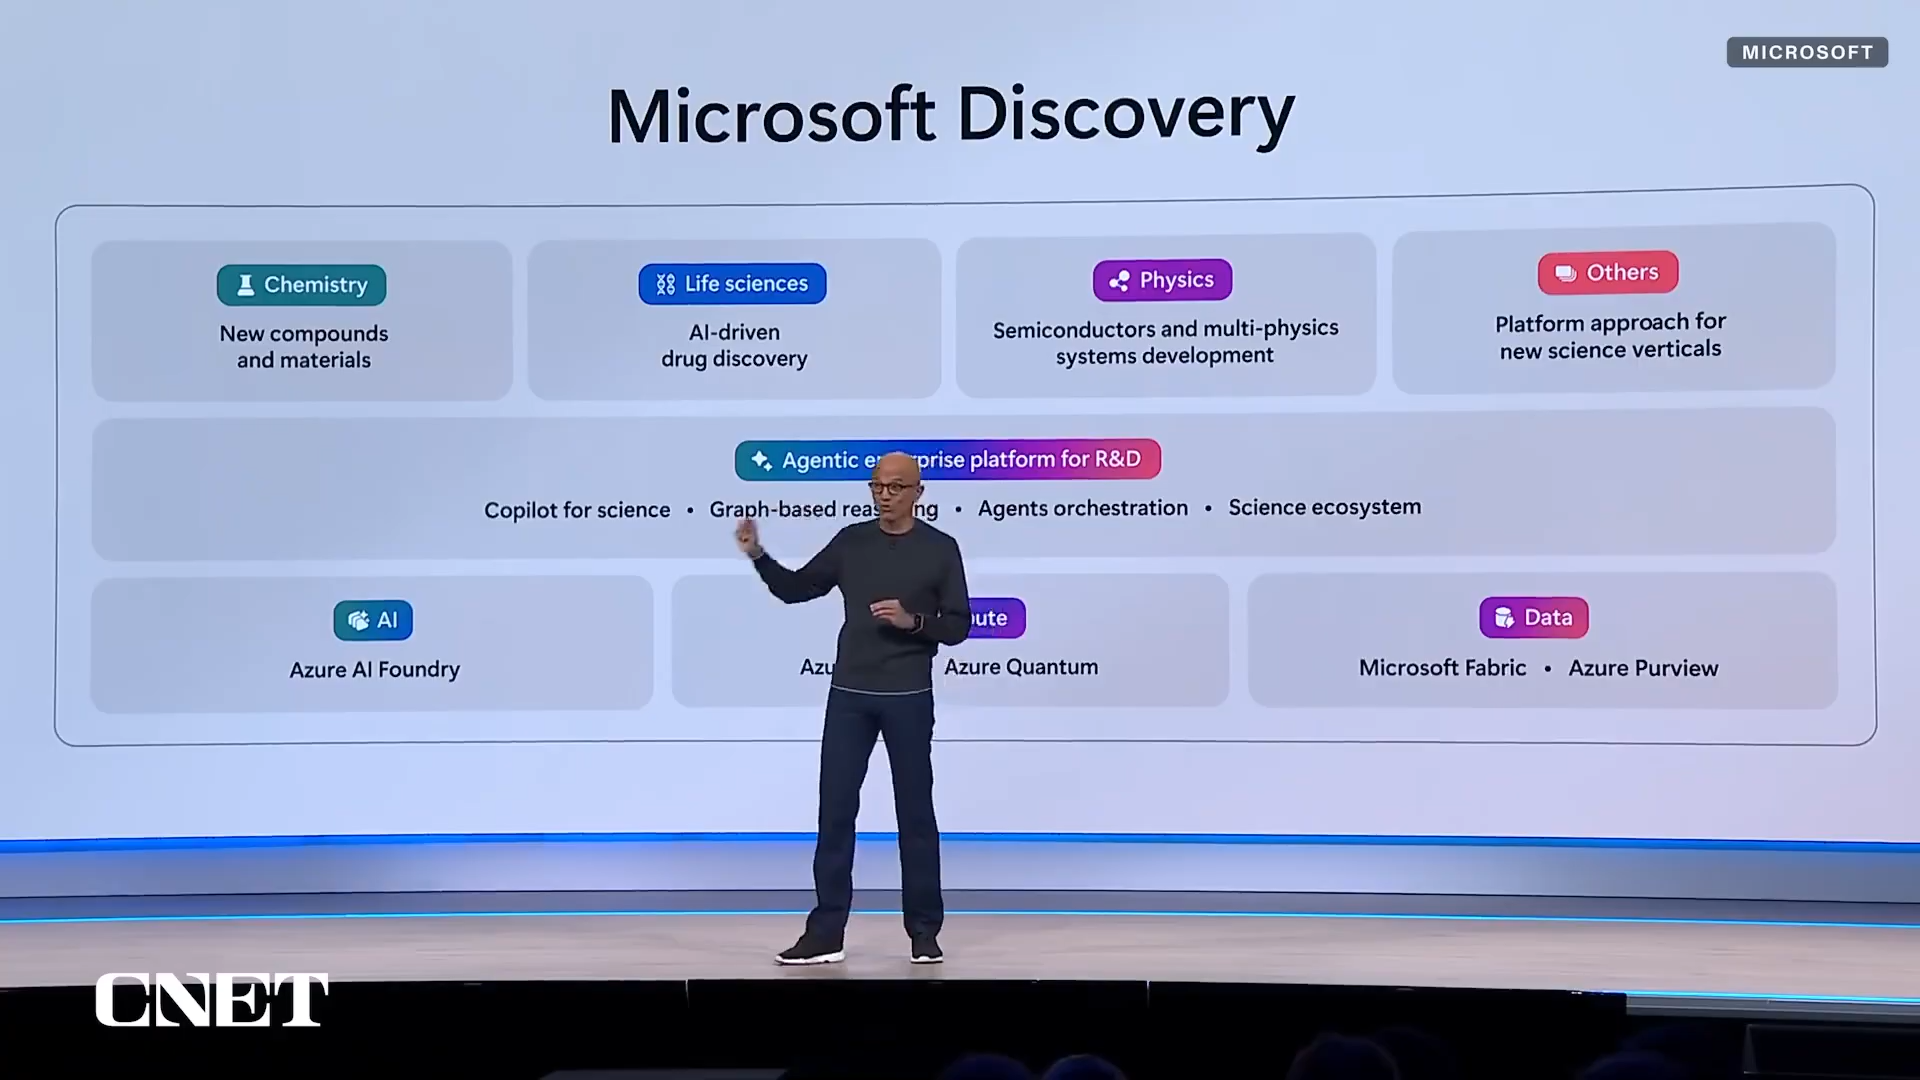 MICROSOFT
Microsoft Discovery
Chemistry
New compounds
and materials
Life sciences
AI-driven
drug discovery
Physics
Semiconductors and multi-physics
systems development
Others
Platform approach for
new science verticals
Agentic platform for R&D
Copilot for science • Graph-based • Agents orchestration • Science ecosystem
AI
Azure AI Foundry
Azure Quantum
Data
Microsoft Fabric • Azure Purview
CNET